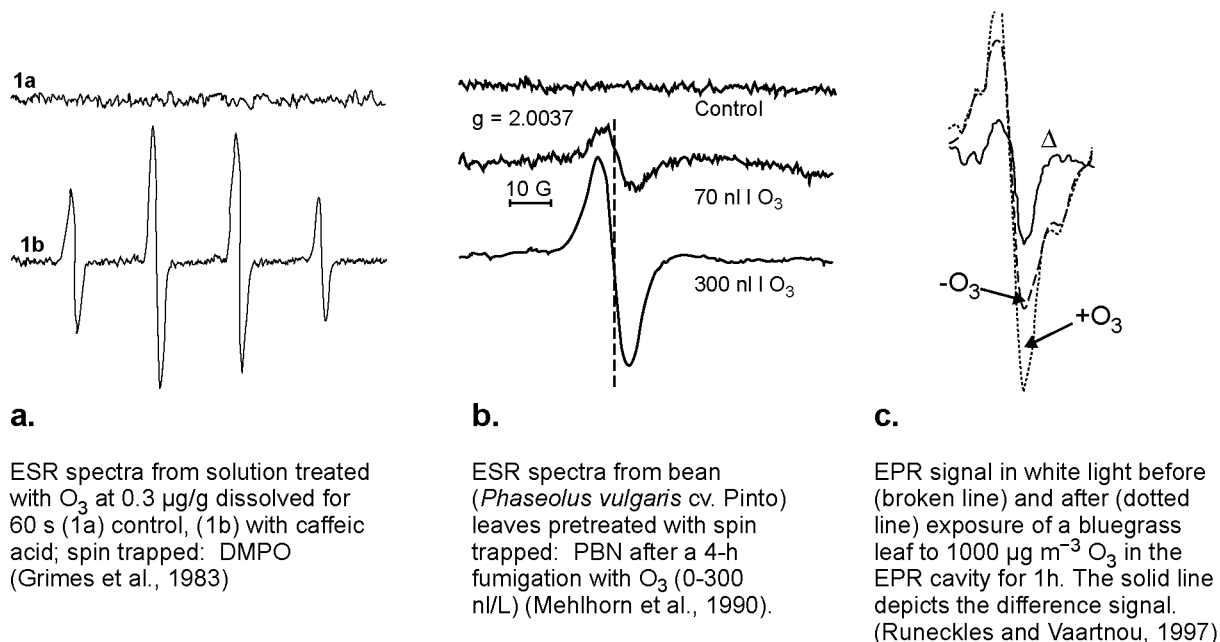 1a
1b
Control
g = 2.0037
10 G
70 nl l O₃
300 nl l O₃
Δ
-O₃
+O₃
a.
ESR spectra from solution treated
with O₃ at 0.3 µg/g dissolved for
60 s (1a) control, (1b) with caffeic
acid; spin trapped: DMPO
(Grimes et al., 1983)
b.
ESR spectra from bean
(Phaseolus vulgaris cv. Pinto)
leaves pretreated with spin
trapped: PBN after a 4-h
fumigation with O₃ (0-300
nl/L) (Mehlhorn et al., 1990).
c.
EPR signal in white light before
(broken line) and after (dotted
line) exposure of a bluegrass
leaf to 1000 µg m⁻³ O₃ in the
EPR cavity for 1h. The solid line
depicts the difference signal.
(Runeckles and Vaartnou, 1997)